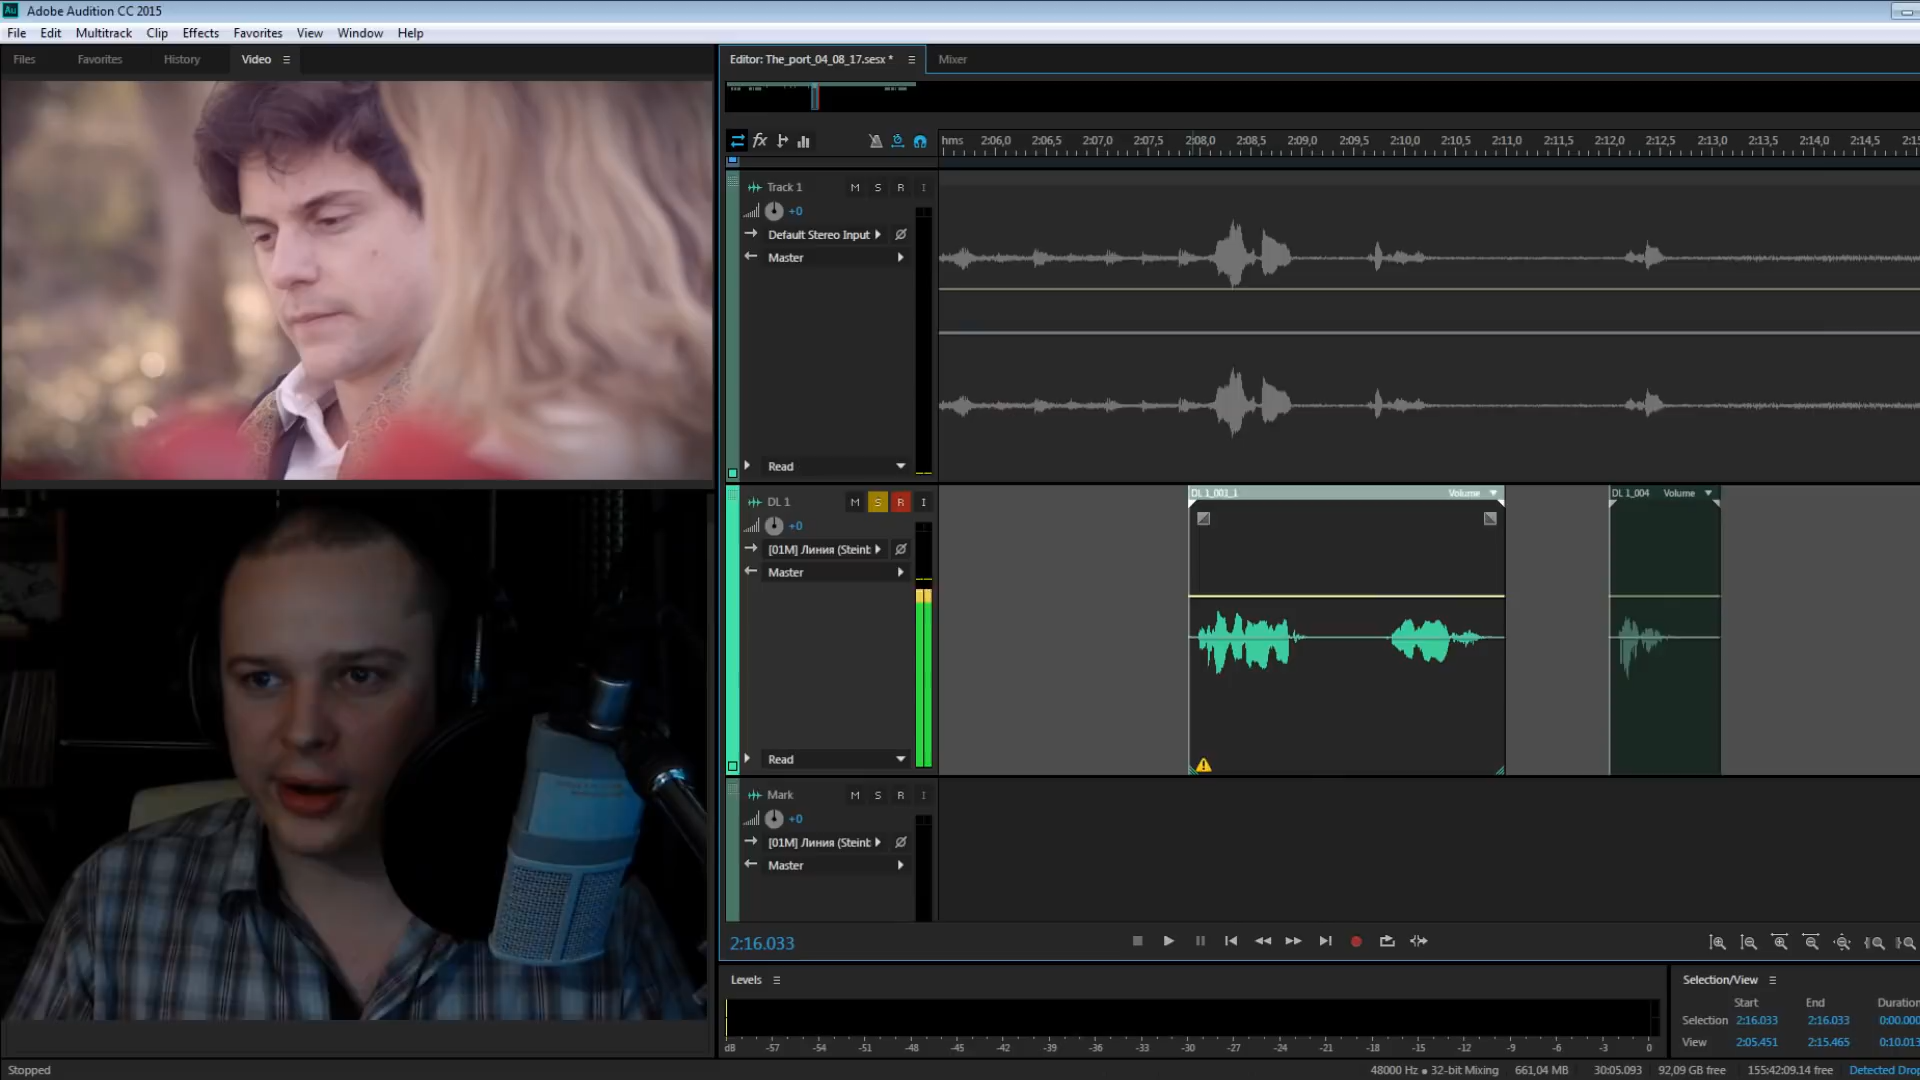 Au Adobe Audition CC 2015
File Edit Multitrack Clip Effects Favorites View Window Help
Files Favorites History Video
Editor: The_port_04_08_17.sesx * Mixer
fx hms 2:06,0 2:06,5 2:07,0 2:07,5 2:08,0 2:08,5 2:09,0 2:09,5 2:10,0 2:10,5 2:11,0 2:11,5 2:12,0 2:12,5 2:13,0 2:13,5 2:14,0 2:14,5 2:15
Track 1 M S R I
+0
Default Stereo Input
Master
Read
DL 1 M S R I
DL 1_001_1 Volume
DL 1_004 Volume
+0
[01M] Линия (Steint
Master
Read
Mark M S R I
+0
[01M] Линия (Steint
Master
2:16.033
Levels
dB -57 -54 -51 -48 -45 -42 -39 -36 -33 -30 -27 -24 -21 -18 -15 -12 -9 -6 -3 0
Selection/View
Start End Duration
Selection 2:16.033 2:16.033 0:00.000
View 2:05.451 2:15.465 0:10.013
Stopped
48000 Hz ● 32-bit Mixing 661,04 MB 30:05.093 92,09 GB free 155:42:09.14 free Detected Drop